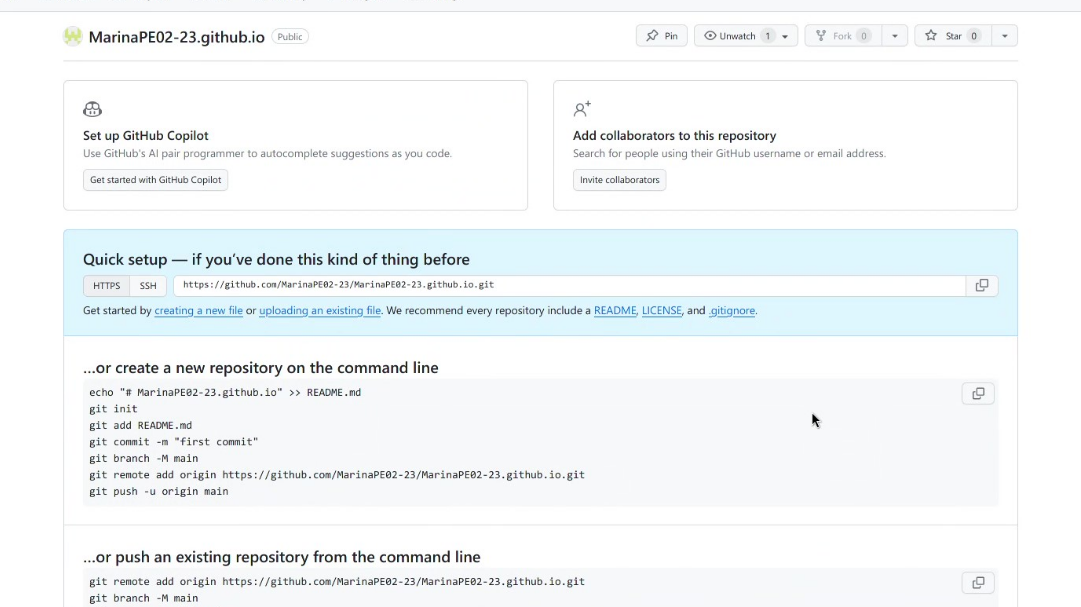 MarinaPE02-23.github.io Public
Pin Unwatch 1 Fork 0 Star 0
Set up GitHub Copilot
Use GitHub's AI pair programmer to autocomplete suggestions as you code.
Get started with GitHub Copilot
Add collaborators to this repository
Search for people using their GitHub username or email address.
Invite collaborators
Quick setup — if you've done this kind of thing before
HTTPS SSH https://github.com/MarinaPE02-23/MarinaPE02-23.github.io.git
Get started by creating a new file or uploading an existing file. We recommend every repository include a README, LICENSE, and .gitignore.
…or create a new repository on the command line
echo "# MarinaPE02-23.github.io" >> README.md
git init
git add README.md
git commit -m "first commit"
git branch -M main
git remote add origin https://github.com/MarinaPE02-23/MarinaPE02-23.github.io.git
git push -u origin main
…or push an existing repository from the command line
git remote add origin https://github.com/MarinaPE02-23/MarinaPE02-23.github.io.git
git branch -M main